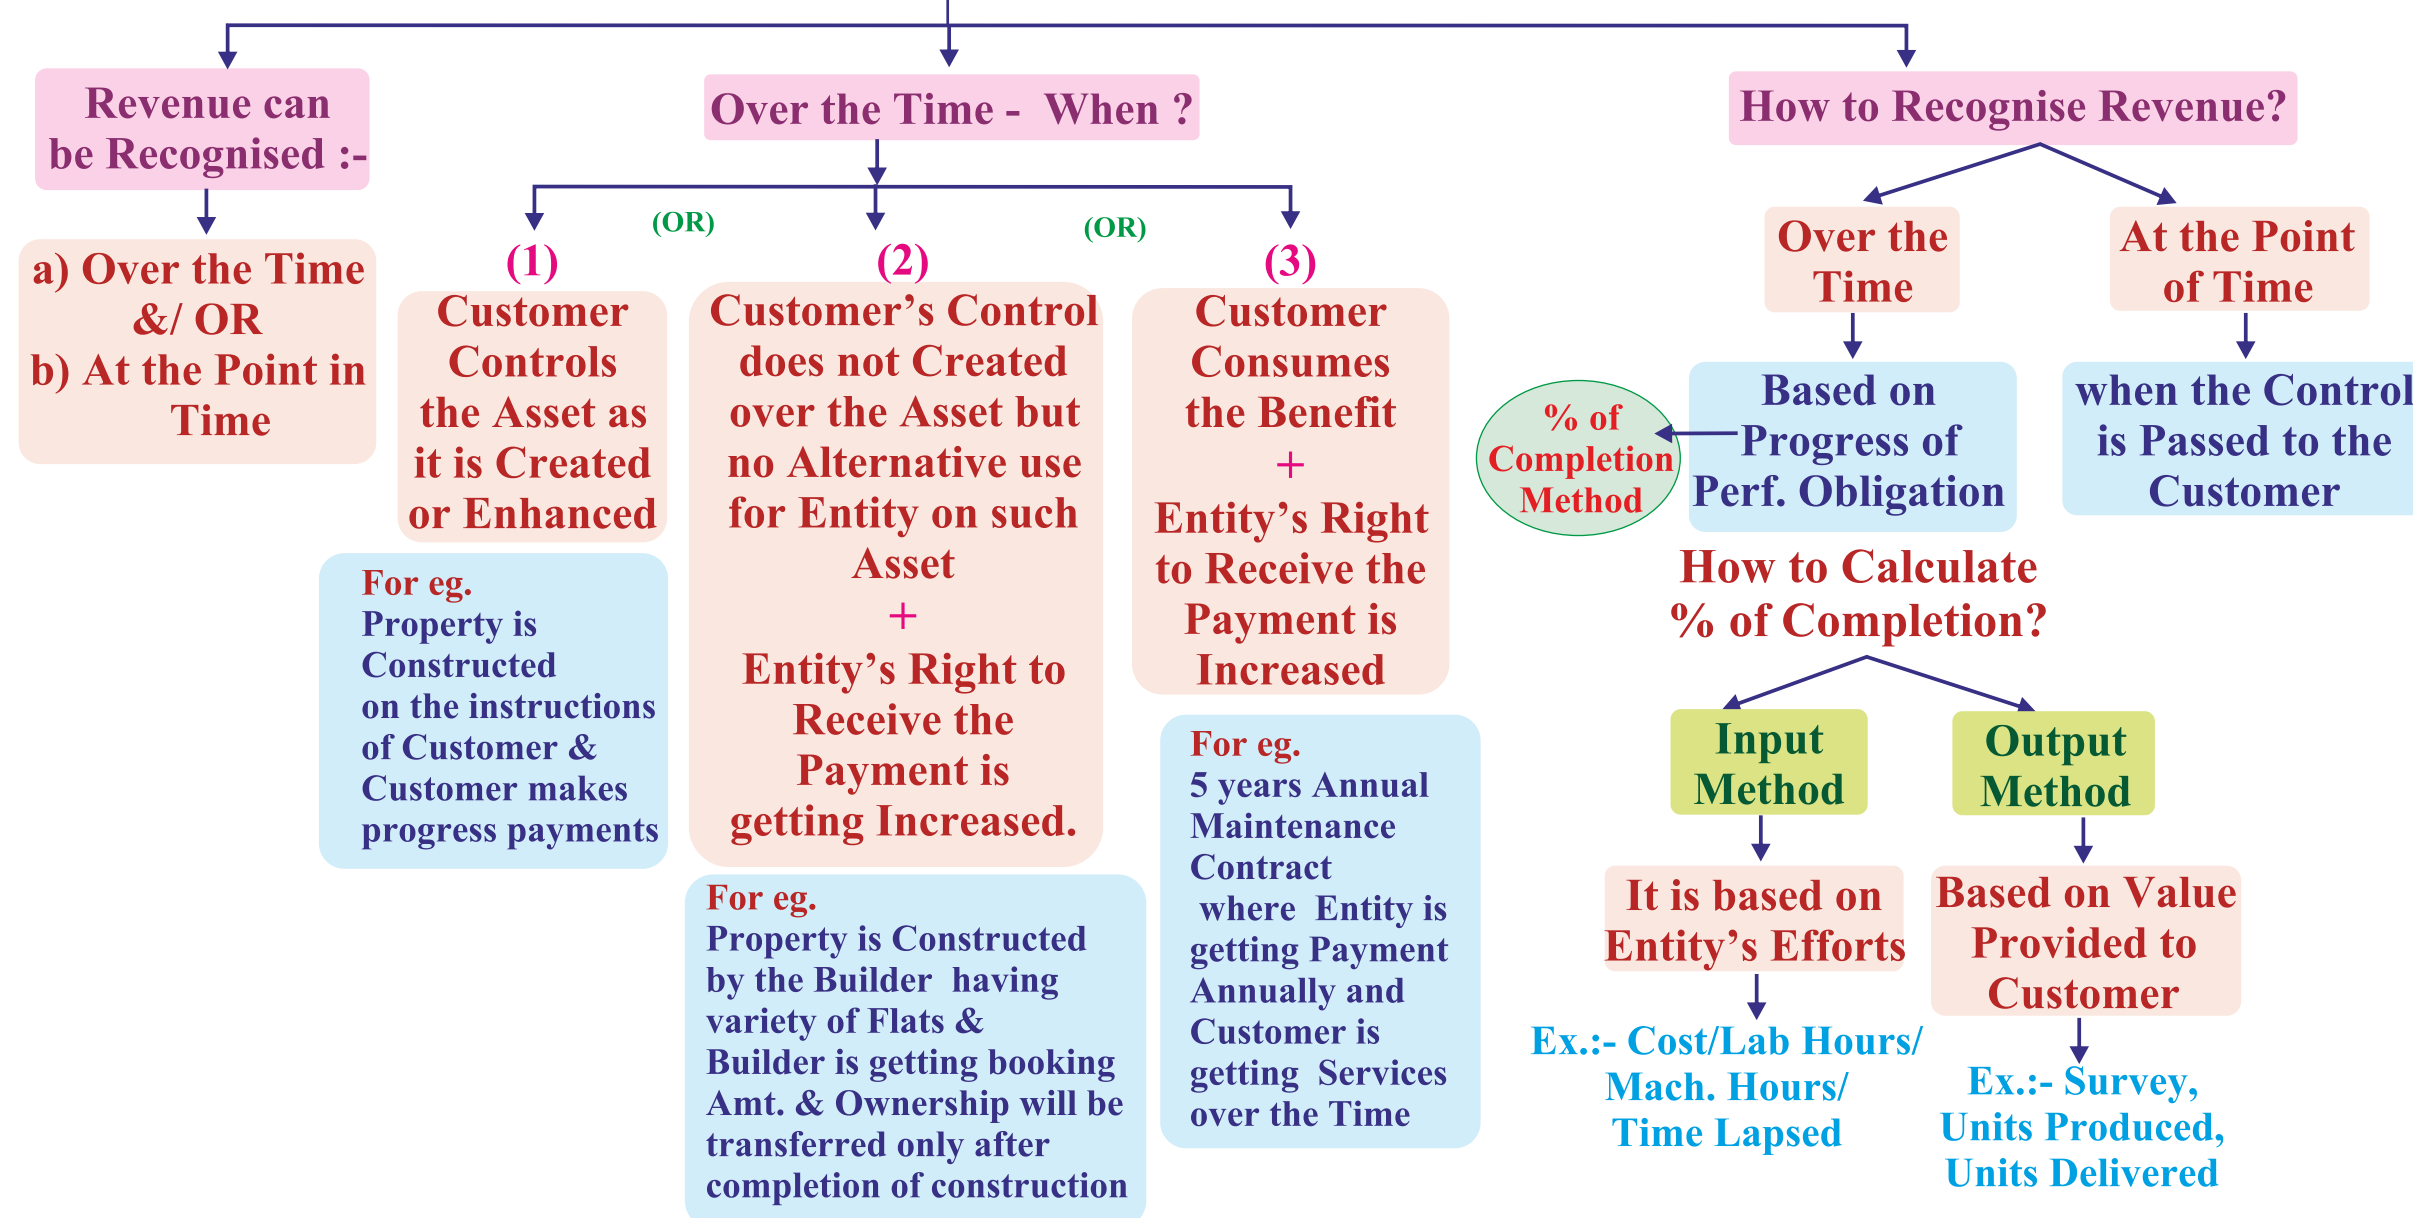 Revenue can
be Recognised :-
a) Over the Time
&/ OR
b) At the Point in
Time
Over the Time - When ?
(OR)
(OR)
(1)
Customer
Controls
the Asset as
it is Created
or Enhanced
For eg.
Property is
Constructed
on the instructions
of Customer &
Customer makes
progress payments
(2)
Customer’s Control
does not Created
over the Asset but
no Alternative use
for Entity on such
Asset
+
Entity’s Right to
Receive the
Payment is
getting Increased.
For eg.
Property is Constructed
by the Builder having
variety of Flats &
Builder is getting booking
Amt. & Ownership will be
transferred only after
completion of construction
(3)
Customer
Consumes
the Benefit
+
Entity’s Right
to Receive the
Payment is
Increased
For eg.
5 years Annual
Maintenance
Contract
where Entity is
getting Payment
Annually and
Customer is
getting Services
over the Time
How to Recognise Revenue?
Over the
Time
Based on
Progress of
Perf. Obligation
% of
Completion
Method
At the Point
of Time
when the Control
is Passed to the
Customer
How to Calculate
% of Completion?
Input
Method
It is based on
Entity’s Efforts
Ex.:- Cost/Lab Hours/
Mach. Hours/
Time Lapsed
Output
Method
Based on Value
Provided to
Customer
Ex.:- Survey,
Units Produced,
Units Delivered